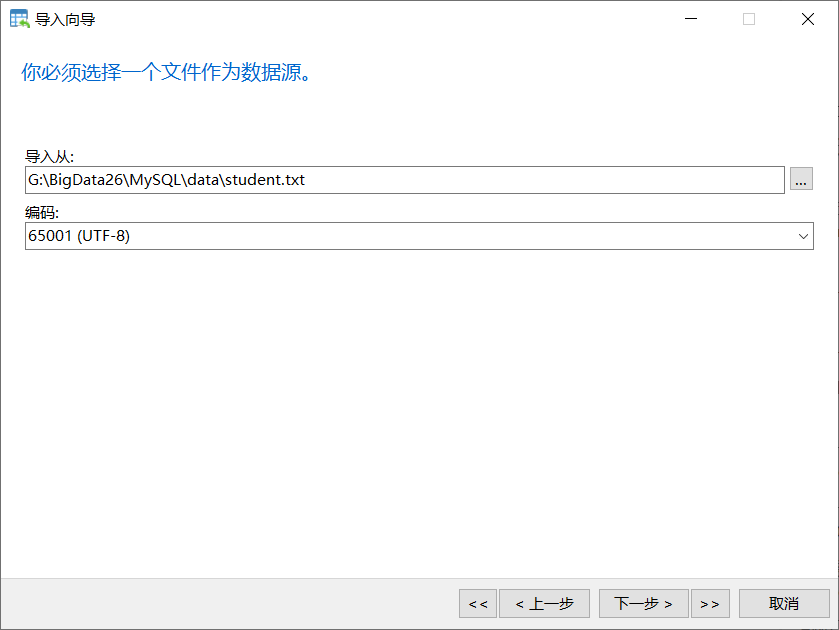 导入向导
你必须选择一个文件作为数据源。
导入从:
G:\BigData26\MySQL\data\student.txt
...
编码:
65001 (UTF-8)
<<
< 上一步
下一步 >
>>
取消